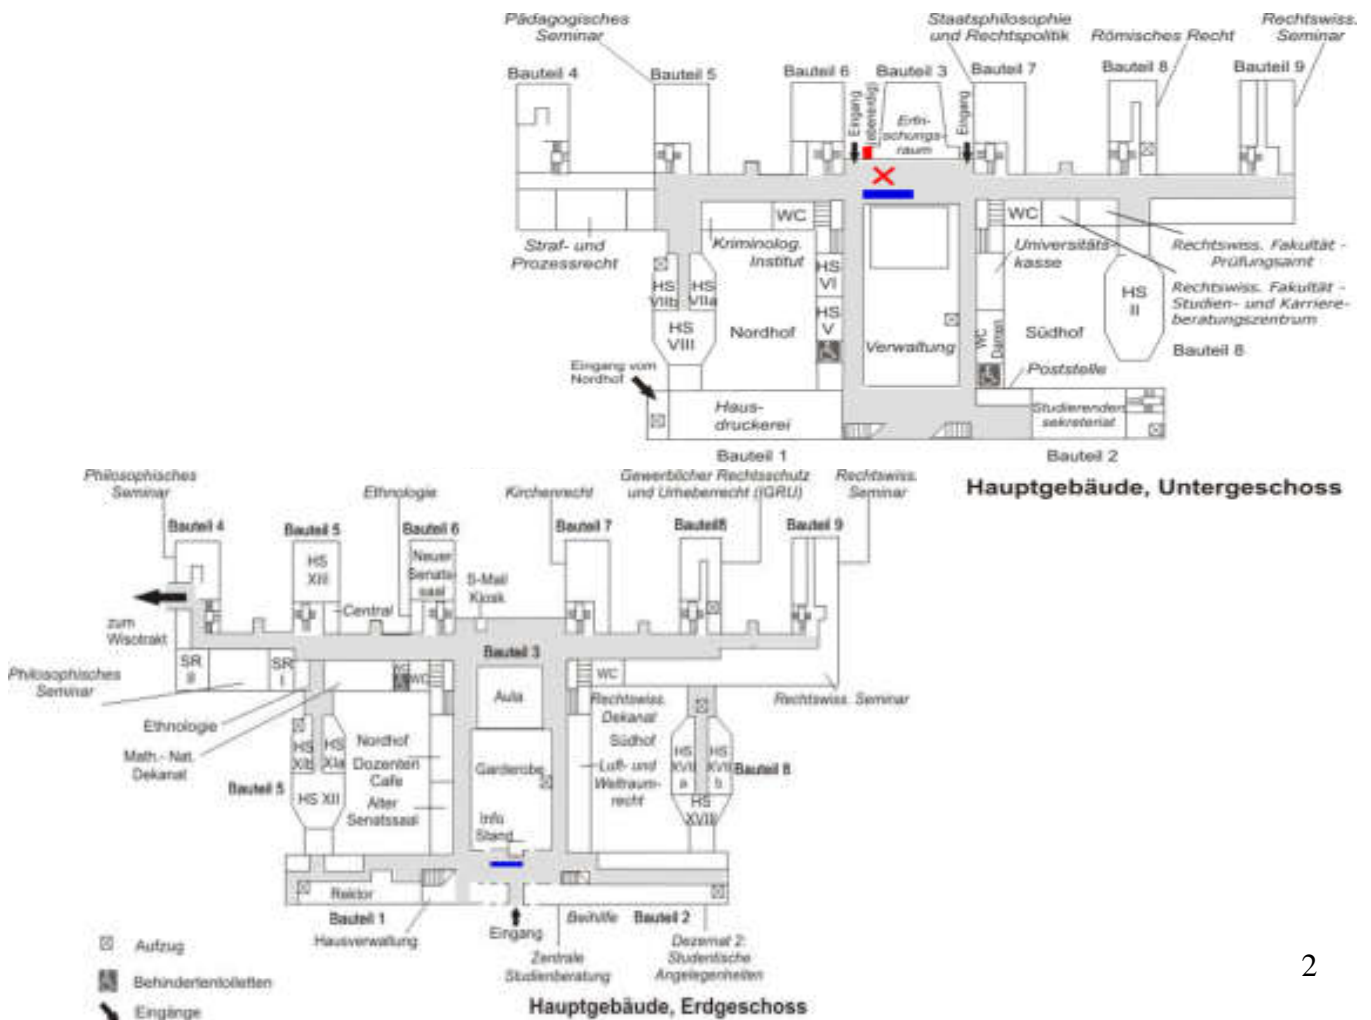 Pädagogisches
Seminar
Staatsphilosophie
und Rechtspolitik
Römisches Recht
Rechtswiss.
Seminar
Bauteil 4
Bauteil 5
Bauteil 6
Bauteil 3
Bauteil 7
Bauteil 8
Bauteil 9
Eingang
(ebenerdig)
Erfri-
schungs-
raum
Eingang
WC
WC
Straf- und
Prozessrecht
Kriminolog.
Institut
Universitäts
kasse
Rechtswiss. Fakultät -
Prüfungsamt
Rechtswiss. Fakultät -
Studien- und Karriere-
beratungszentrum
HS
VIIb
HS
VIIa
HS
VIII
HS
VI
HS
V
Nordhof
Verwaltung
WC
Damen
Südhof
HS
II
Bauteil 8
Eingang vom
Nordhof
Poststelle
Haus-
druckerei
Studierenden
sekretariat
Bauteil 1
Bauteil 2
Hauptgebäude, Untergeschoss
Philosophisches
Seminar
Ethnologie
Kirchenrecht
Gewerblicher Rechtsschutz
und Urheberrecht (IGRU)
Rechtswiss.
Seminar
Bauteil 4
Bauteil 5
Bauteil 6
Bauteil 7
Bauteil8
Bauteil 9
HS
XIII
Neuer
Senats-
saal
S-Mail
Kiosk
Central
zum
Wisotrakt
Bauteil 3
SR
II
SR
I
WC
Aula
WC
Philosophisches
Seminar
Rechtswiss.
Dekanat
Rechtswiss. Seminar
Ethnologie
Math.- Nat.
Dekanat
HS
XIb
HS
XIa
HS XII
Bauteil 5
Nordhof
Dozenten
Cafe
Alter
Senatssaal
Garderobe
Info
Stand
Südhof
Luft- und
Weltraum-
recht
HS
XVII
a
HS
XVII
b
HS
XVIII
Bauteil 8
Rektor
Bauteil 1
Hausverwaltung
Eingang
Beihilfe
Bauteil 2
Zentrale
Studienberatung
Dezernat 2:
Studentische
Angelegenheiten
Aufzug
Behindertentoiletten
Eingänge
Hauptgebäude, Erdgeschoss
2